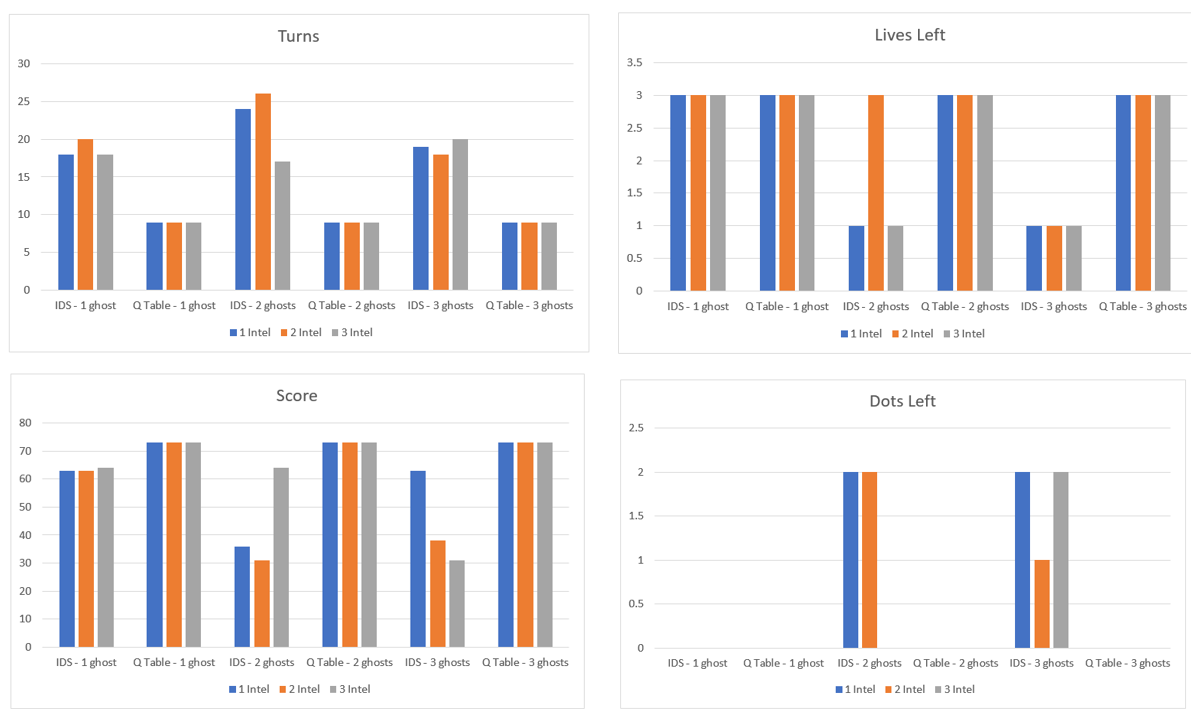 Turns
30
25
20
15
10
5
0
IDS - 1 ghost Q Table - 1 ghost IDS - 2 ghosts Q Table - 2 ghosts IDS - 3 ghosts Q Table - 3 ghosts
1 Intel 2 Intel 3 Intel
Lives Left
3.5
3
2.5
2
1.5
1
0.5
0
IDS - 1 ghost Q Table - 1 ghost IDS - 2 ghosts Q Table - 2 ghosts IDS - 3 ghosts Q Table - 3 ghosts
1 Intel 2 Intel 3 Intel
Score
80
70
60
50
40
30
20
10
0
IDS - 1 ghost Q Table - 1 ghost IDS - 2 ghosts Q Table - 2 ghosts IDS - 3 ghosts Q Table - 3 ghosts
1 Intel 2 Intel 3 Intel
Dots Left
2.5
2
1.5
1
0.5
0
IDS - 1 ghost Q Table - 1 ghost IDS - 2 ghosts Q Table - 2 ghosts IDS - 3 ghosts Q Table - 3 ghosts
1 Intel 2 Intel 3 Intel